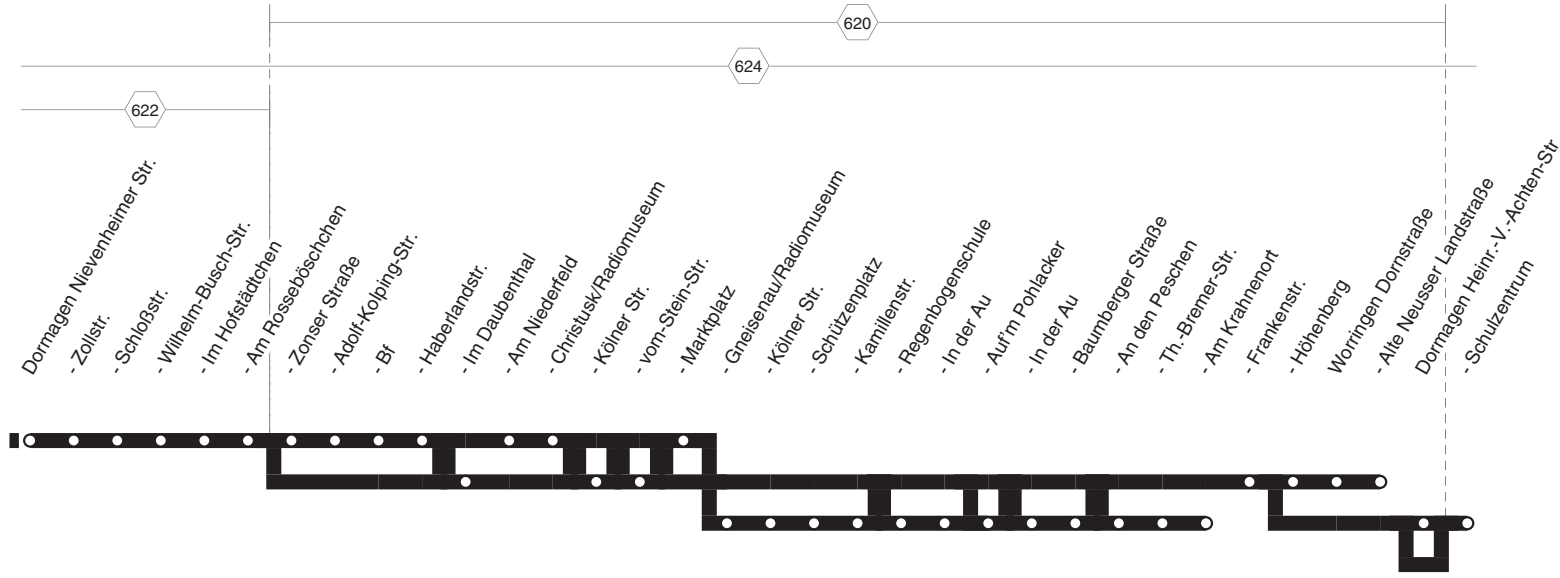 620
624
622
Dormagen Nievenheimer Str.
- Zollstr.
- Schloßstr.
- Wilhelm-Busch-Str.
- Im Hofstädtchen
- Am Rosseböschchen
- Zonser Straße
- Adolf-Kolping-Str.
- Bf
- Haberlandstr.
- Im Daubenthal
- Am Niederfeld
- Christusk/Radiomuseum
- Kölner Str.
- vom-Stein-Str.
- Marktplatz
- Gneisenau/Radiomuseum
- Kölner Str.
- Schützenplatz
- Kamillenstr.
- Regenbogenschule
- In der Au
- Auf'm Pohlacker
- In der Au
- Baumberger Straße
- An den Peschen
- Th.-Bremer-Str.
- Am Krahnenort
- Frankenstr.
- Höhenberg
Worringen Dornstraße
- Alte Neusser Landstraße
Dormagen Heinr.-V.-Achten-Str
- Schulzentrum